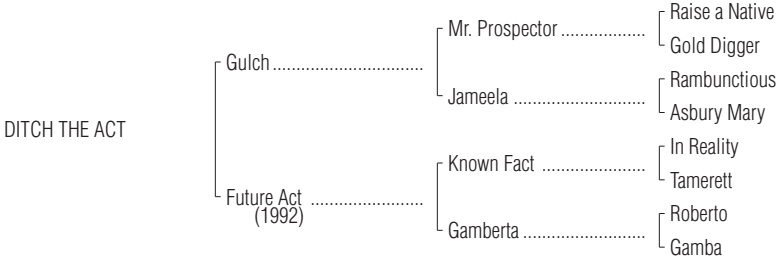 Raise a Native
Mr. Prospector ....................
Gold Digger
Gulch ................................
Rambunctious
Jameela ...............................
Asbury Mary
DITCH THE ACT
In Reality
Known Fact .........................
Tamerett
Future Act ...........................
(1992)
Roberto
Gamberta .............................
Gamba